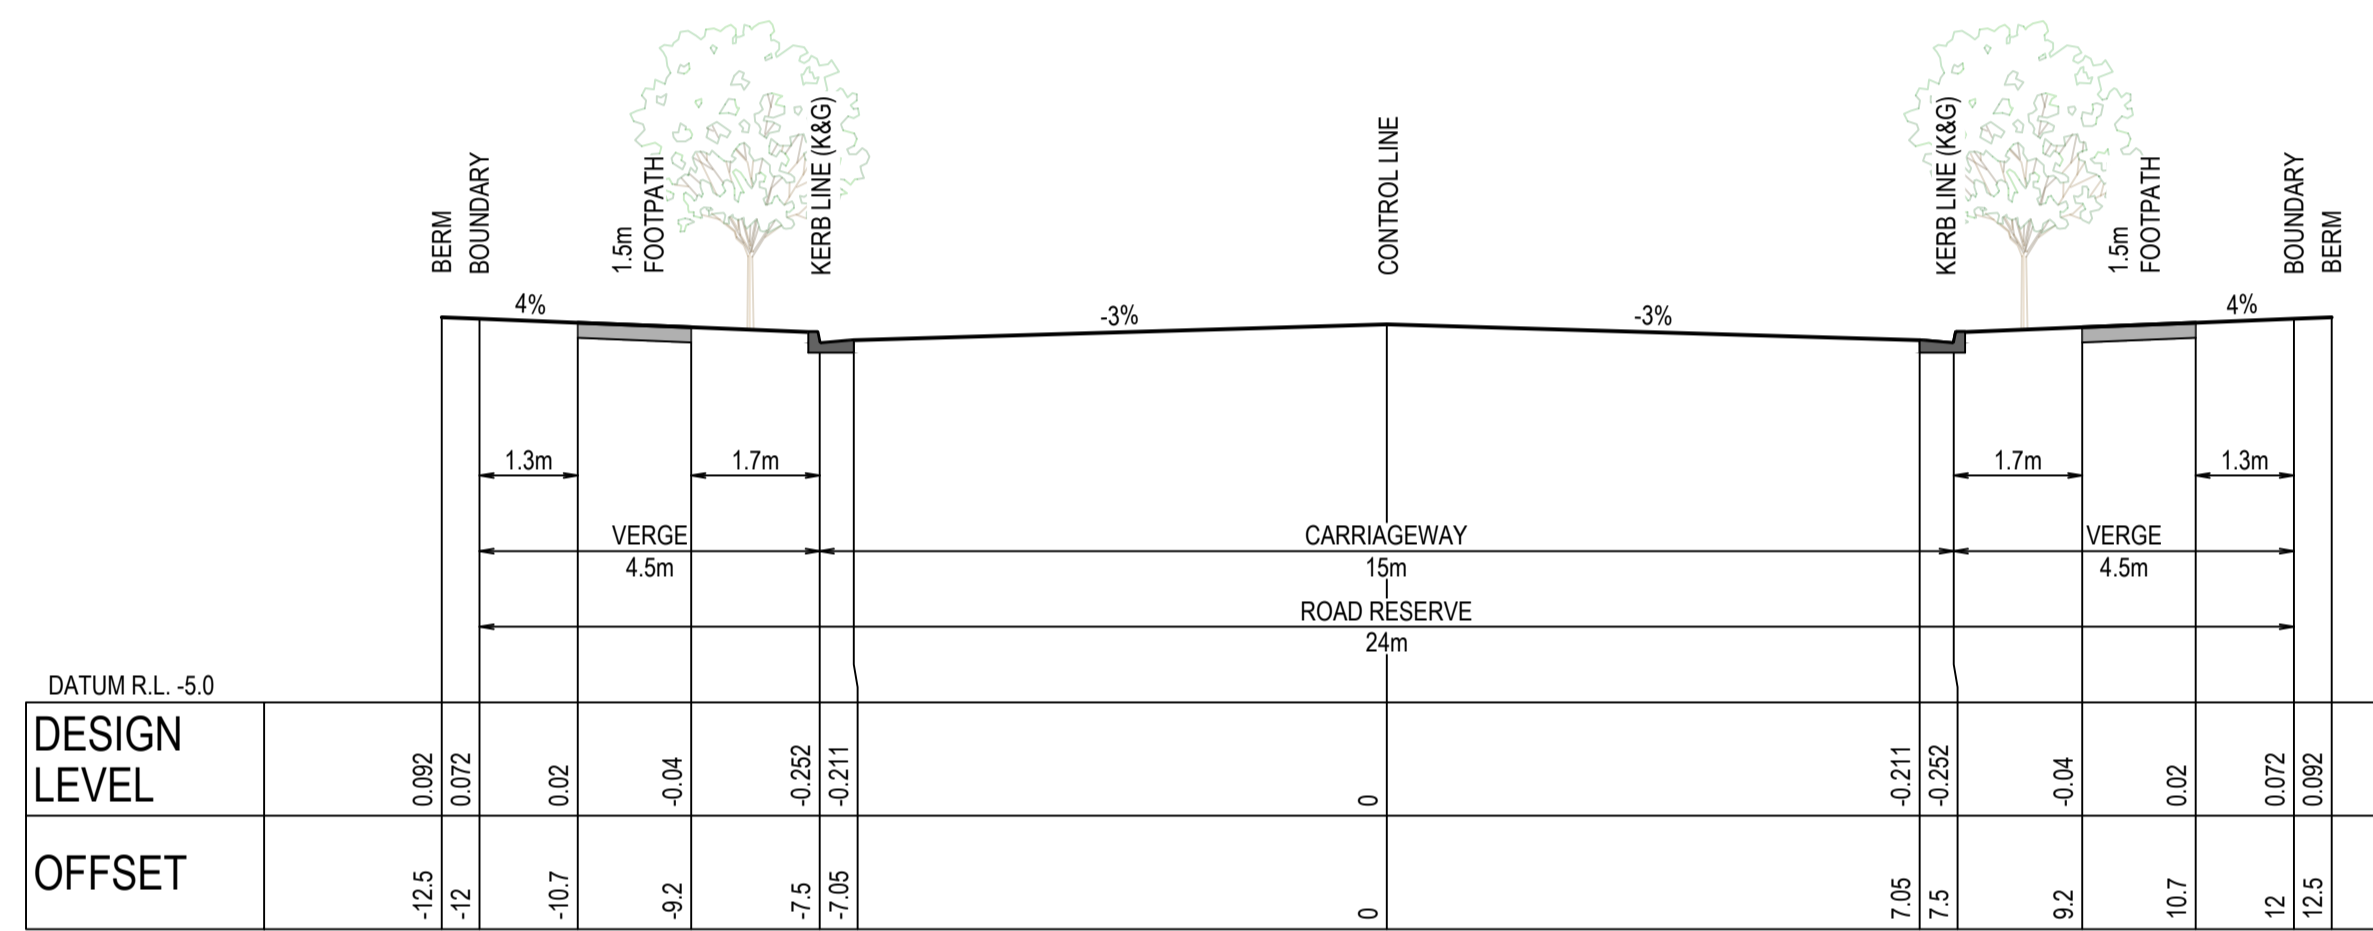 BERM
BOUNDARY
1.5m
FOOTPATH
KERB LINE (K&G)
CONTROL LINE
KERB LINE (K&G)
1.5m
FOOTPATH
BOUNDARY
BERM
4%
-3%
-3%
4%
1.3m
1.7m
1.7m
1.3m
VERGE
4.5m
CARRIAGEWAY
15m
VERGE
4.5m
ROAD RESERVE
24m
DATUM R.L. -5.0
DESIGN
LEVEL
0.092
0.072
0.02
-0.04
-0.252
-0.211
0
-0.211
-0.252
-0.04
0.02
0.072
0.092
OFFSET
-12.5
-12
-10.7
-9.2
-7.5
-7.05
0
7.05
7.5
9.2
10.7
12
12.5